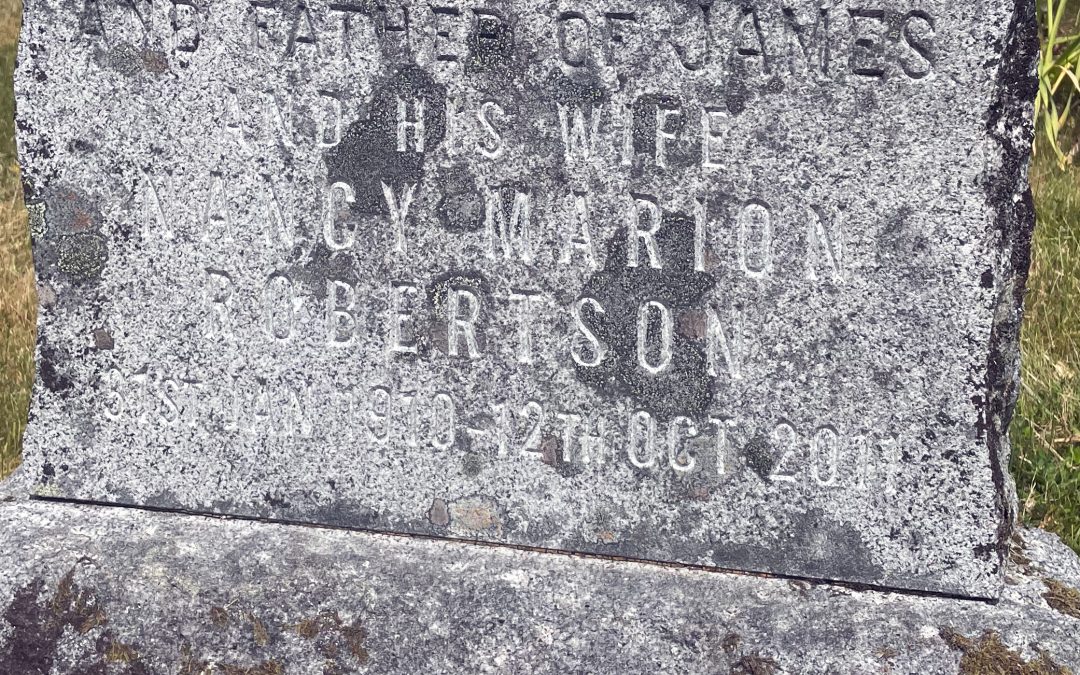 AND FATHER OF JAMES
AND HIS WIFE
NANCY MARION
ROBERTSON
31ST JAN 1910-12TH OCT 2011